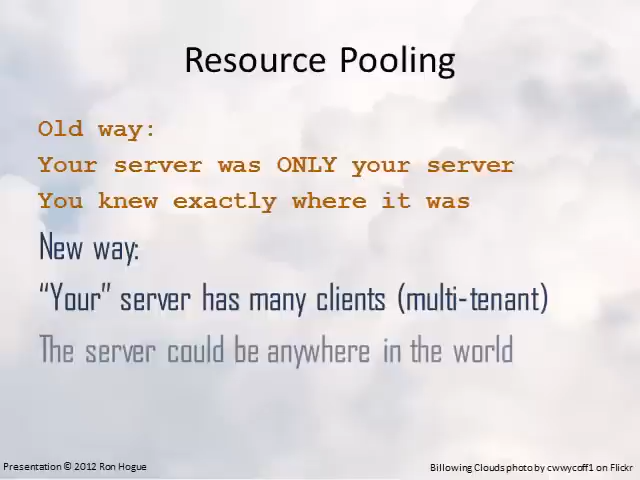 Resource Pooling
Old way:
Your server was ONLY your server
You knew exactly where it was
New way:
“Your” server has many clients (multi-tenant)
The server could be anywhere in the world
Presentation © 2012 Ron Hogue
Billowing Clouds photo by cwwycoff1 on Flickr